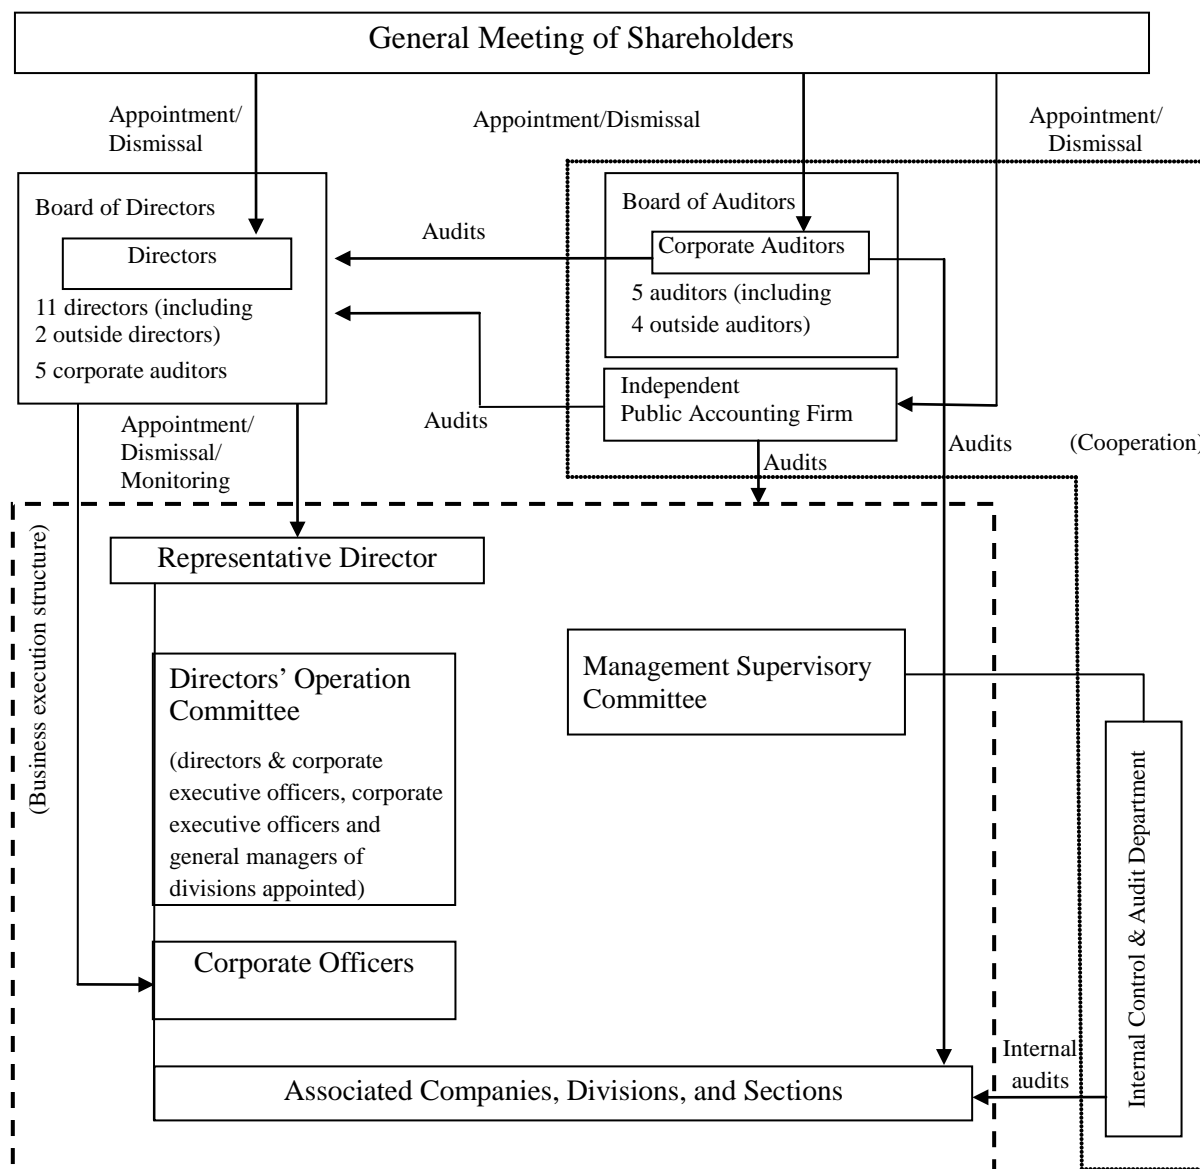 General Meeting of Shareholders
Appointment/
Dismissal
Appointment/Dismissal
Appointment/
Dismissal
Board of Directors
Directors
11 directors (including
2 outside directors)
5 corporate auditors
Audits
Audits
Board of Auditors
Corporate Auditors
5 auditors (including
4 outside auditors)
Independent
Public Accounting Firm
Audits
Audits
(Cooperation)
Appointment/
Dismissal/
Monitoring
(Business execution structure)
Representative Director
Directors’ Operation
Committee
(directors & corporate
executive officers, corporate
executive officers and
general managers of
divisions appointed)
Management Supervisory
Committee
Corporate Officers
Associated Companies, Divisions, and Sections
Internal
audits
Internal Control & Audit Department